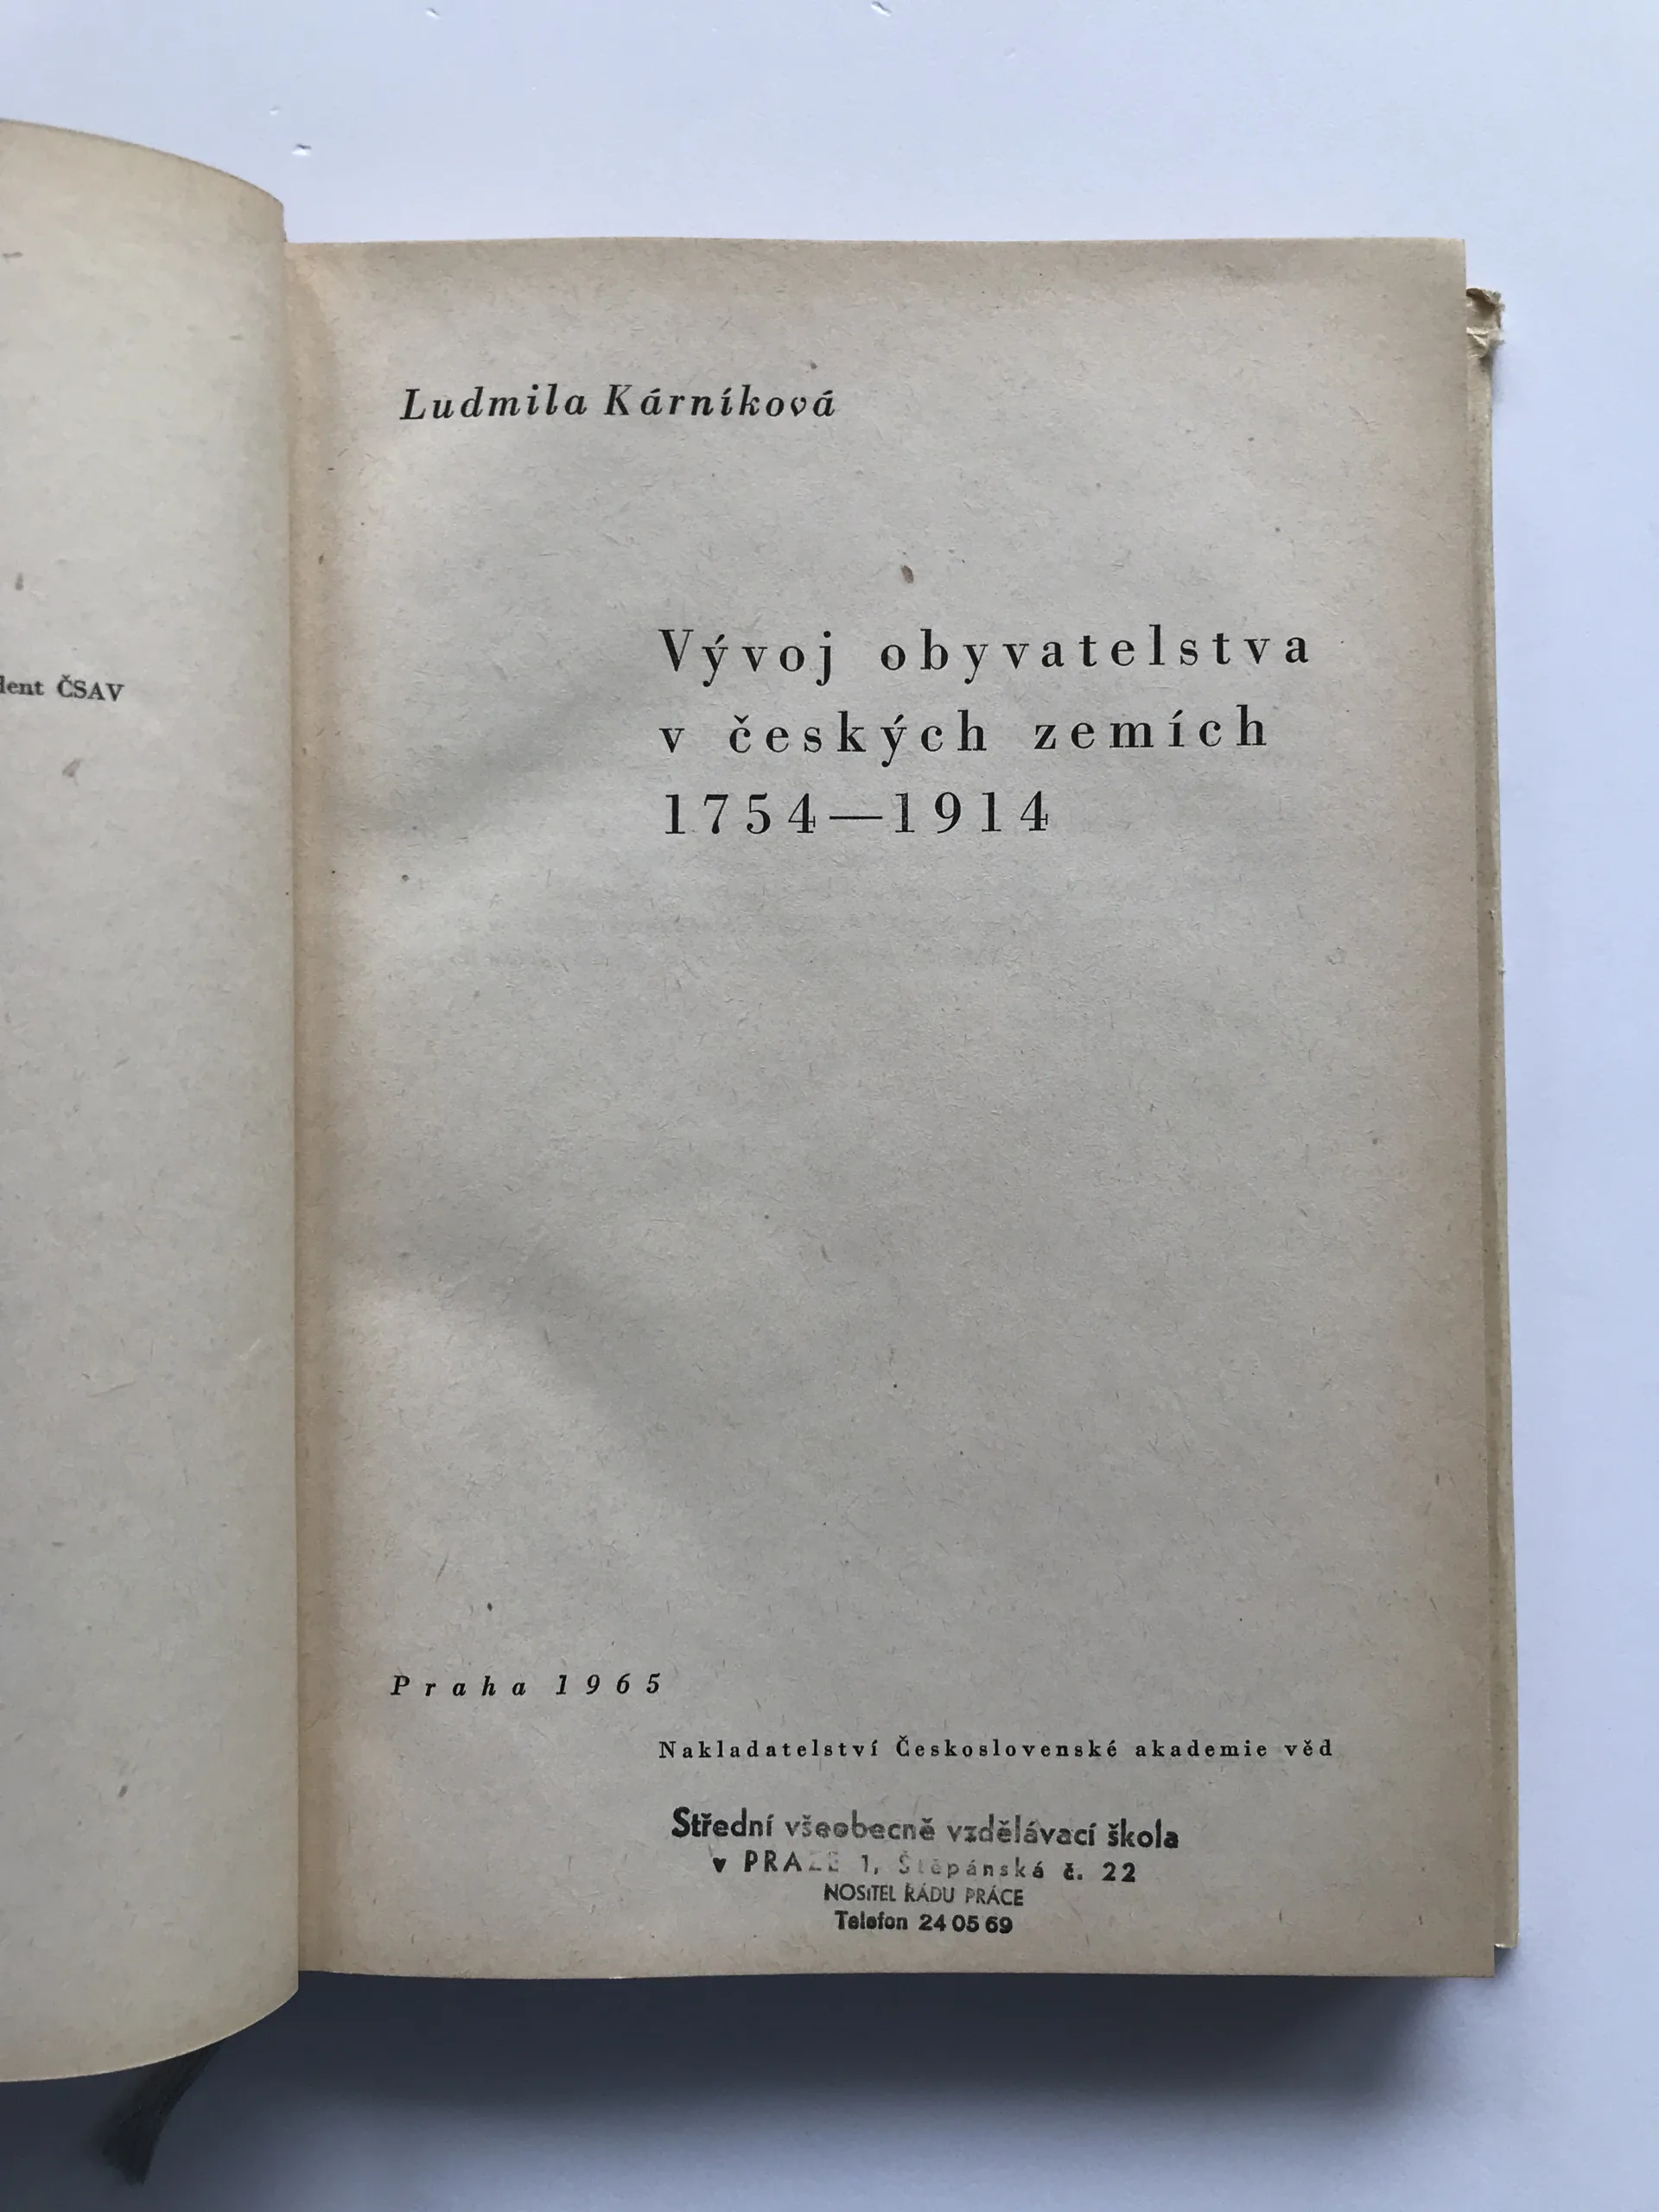 ČSAV
Ludmila Kárníková
Vývoj obyvatelstva
v českých zemích
1754—1914
Praha 1965
Nakladatelství Československé akademie věd
Střední všeobecně vzdělávací škola
v PRAZE 1, Štěpánská č. 22
NOSITEL ŘÁDU PRÁCE
Telefon 24 05 69